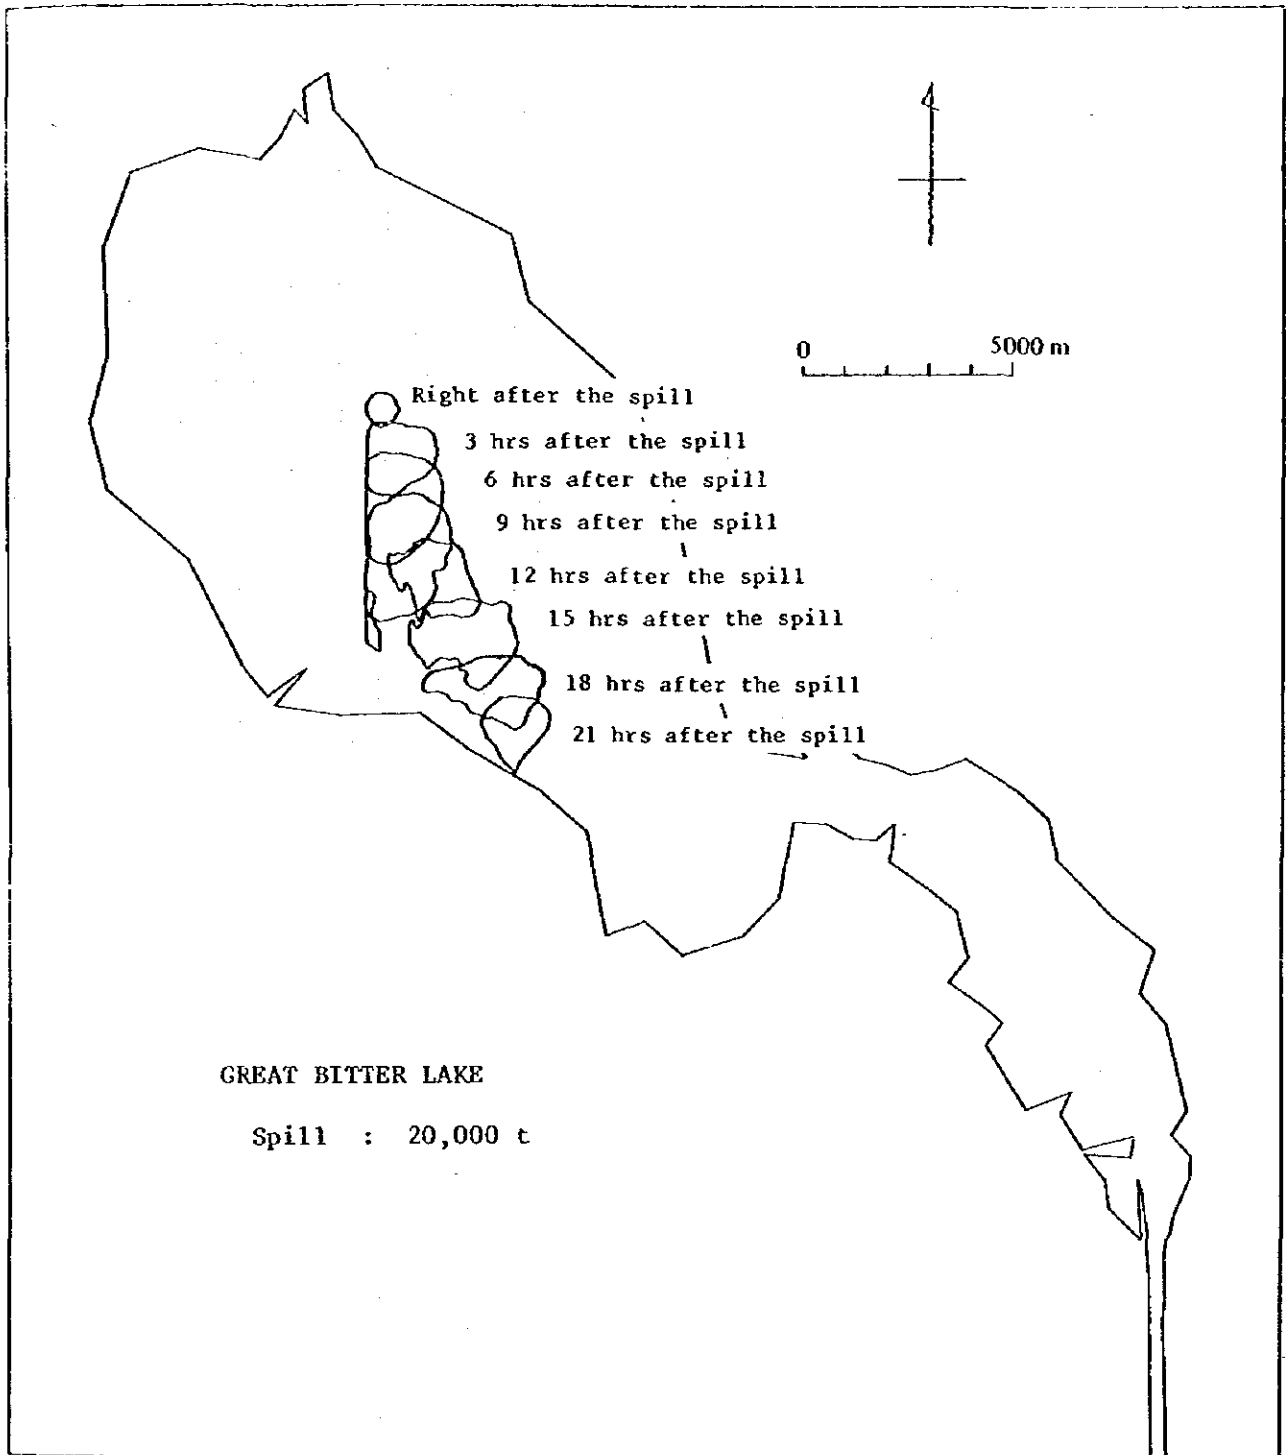 0 5000 m
Right after the spill
3 hrs after the spill
6 hrs after the spill
9 hrs after the spill
12 hrs after the spill
15 hrs after the spill
18 hrs after the spill
21 hrs after the spill
GREAT BITTER LAKE
Spill : 20,000 t